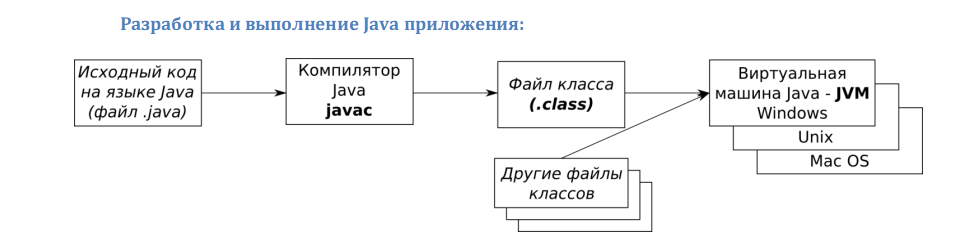 Разработка и выполнение Java приложения:
Исходный код
на языке Java
(файл .java)
Компилятор
Java
javac
Файл класса
(.class)
Виртуальная
машина Java - JVM
Windows
Unix
Mac OS
Другие файлы
классов